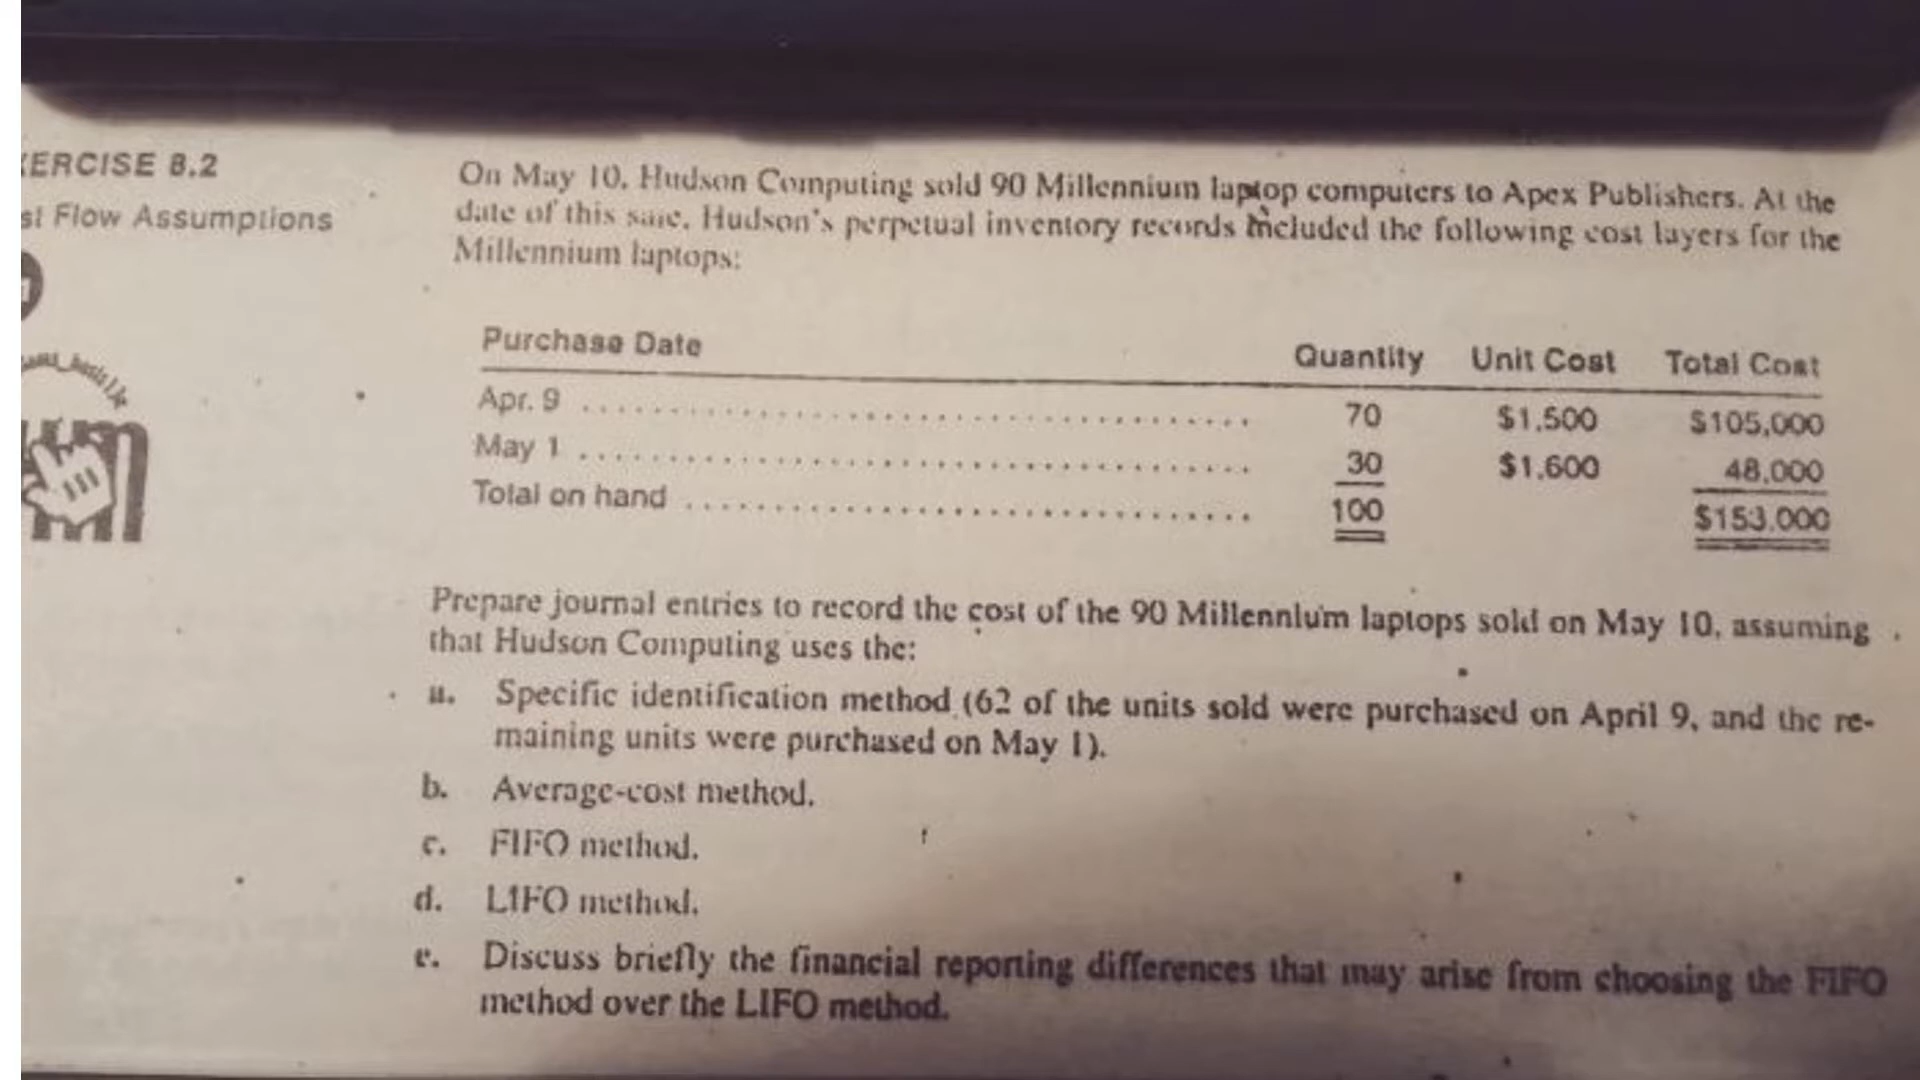 ERCISE 8.2
st Flow Assumptions
On May 10, Hudson Computing sold 90 Millennium laptop computers to Apex Publishers. At the
date of this sale, Hudson's perpetual inventory records included the following cost layers for the
Millennium laptops:
Purchase Date Quantity Unit Cost Total Cost
Apr. 9 70 $1,500 $105,000
May 1 30 $1,600 48,000
Total on hand 100 $153,000
Prepare journal entries to record the cost of the 90 Millennium laptops sold on May 10, assuming
that Hudson Computing uses the:
a. Specific identification method (62 of the units sold were purchased on April 9, and the re-
maining units were purchased on May 1).
b. Average-cost method.
c. FIFO method.
d. LIFO method.
e. Discuss briefly the financial reporting differences that may arise from choosing the FIFO
method over the LIFO method.